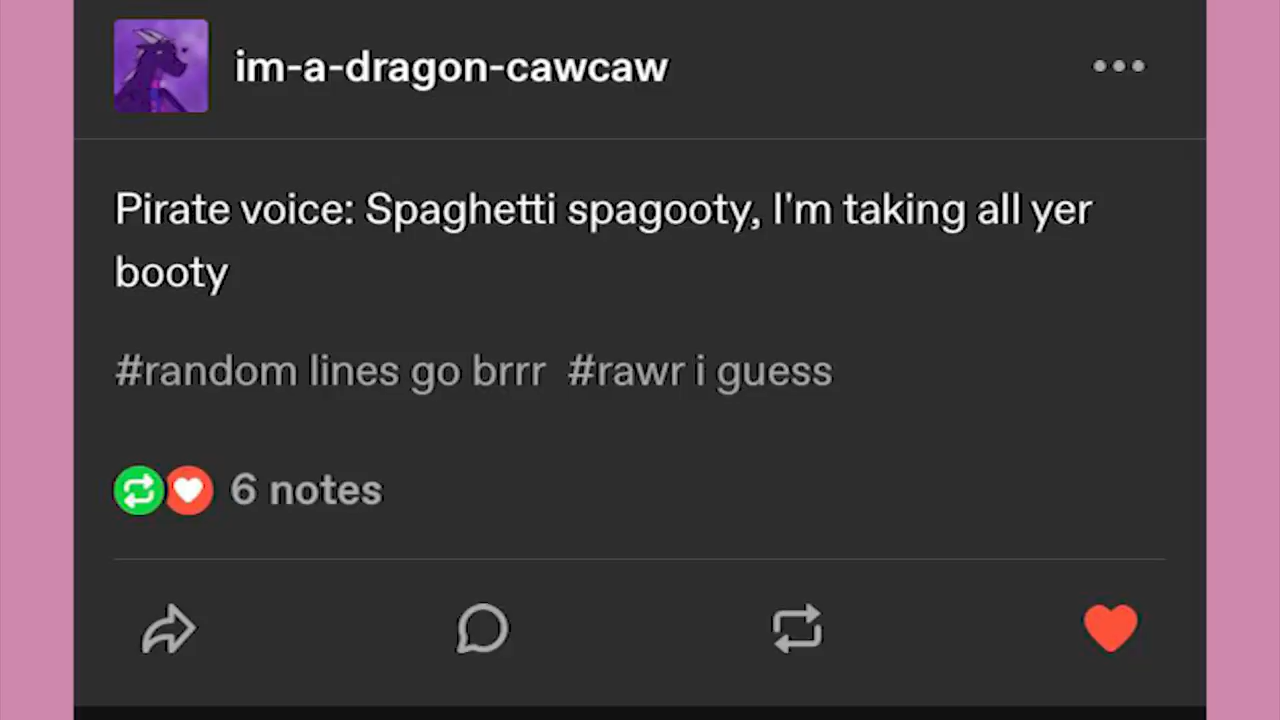 im-a-dragon-cawcaw
Pirate voice: Spaghetti spagooty, I'm taking all yer
booty
#random lines go brrr #rawr i guess
6 notes